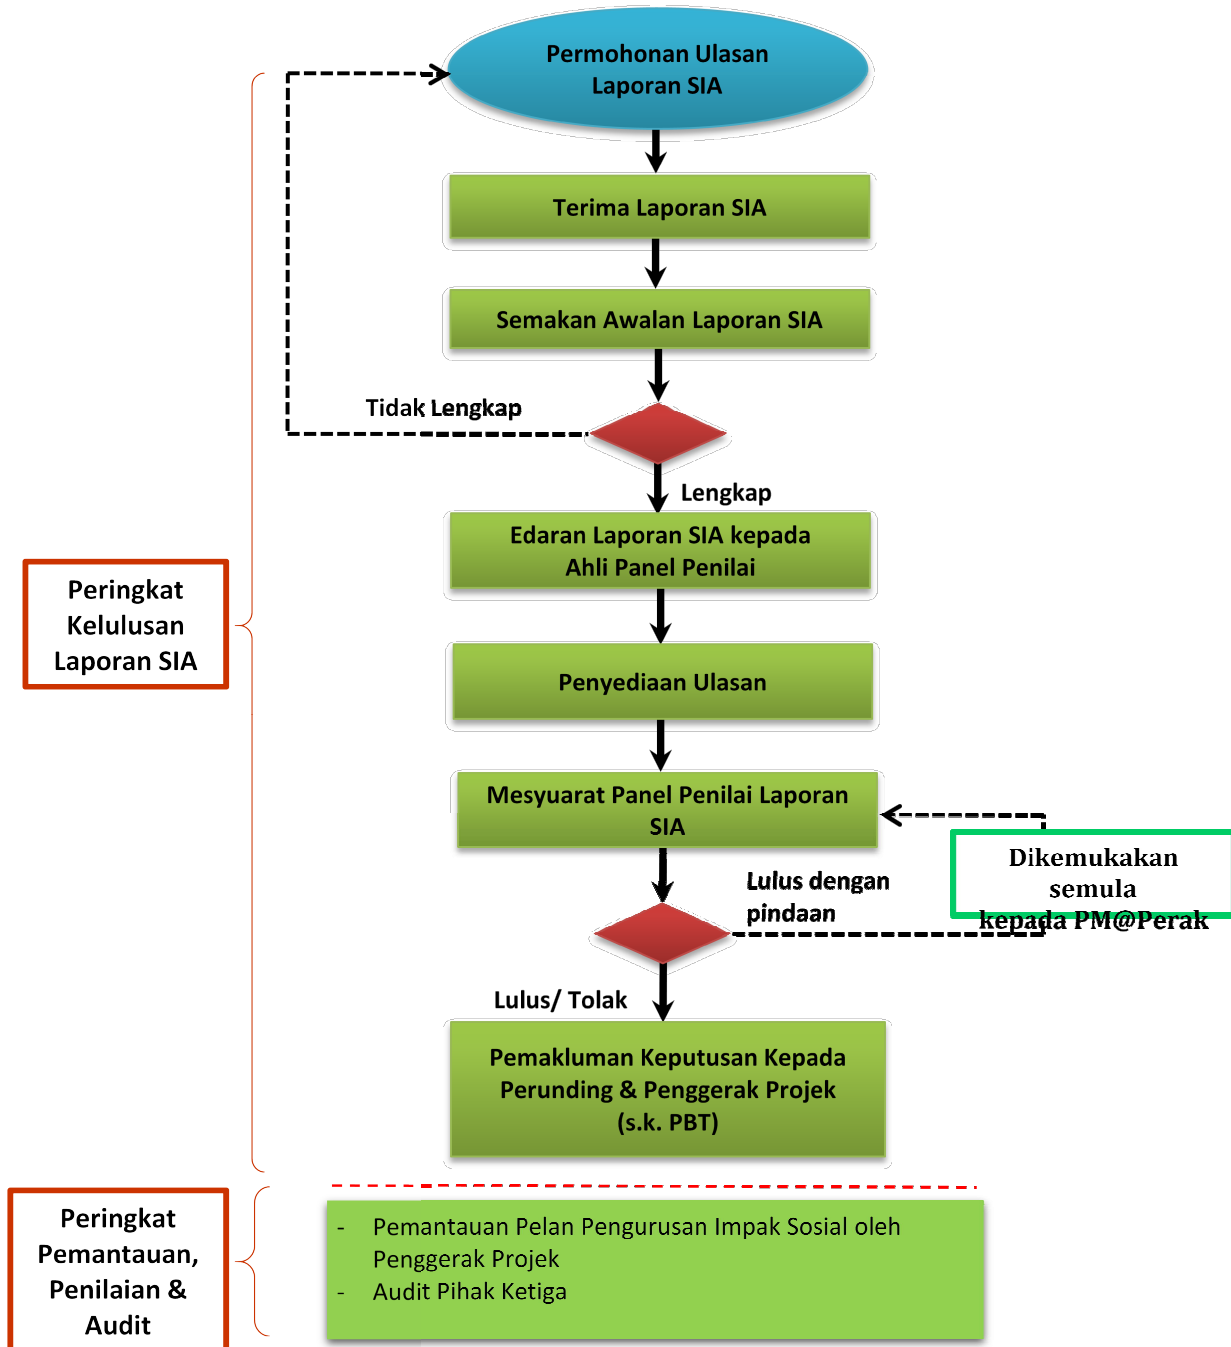 Permohonan Ulasan
Laporan SIA
Terima Laporan SIA
Semakan Awalan Laporan SIA
Tidak Lengkap
Lengkap
Edaran Laporan SIA kepada
Ahli Panel Penilai
Peringkat
Kelulusan
Laporan SIA
Penyediaan Ulasan
Mesyuarat Panel Penilai Laporan
SIA
Dikemukakan
semula
kepada PM@Perak
Lulus dengan
pindaan
Lulus/ Tolak
Pemakluman Keputusan Kepada
Perunding & Penggerak Projek
(s.k. PBT)
Peringkat
Pemantauan,
Penilaian &
Audit
- Pemantauan Pelan Pengurusan Impak Sosial oleh
Penggerak Projek
- Audit Pihak Ketiga